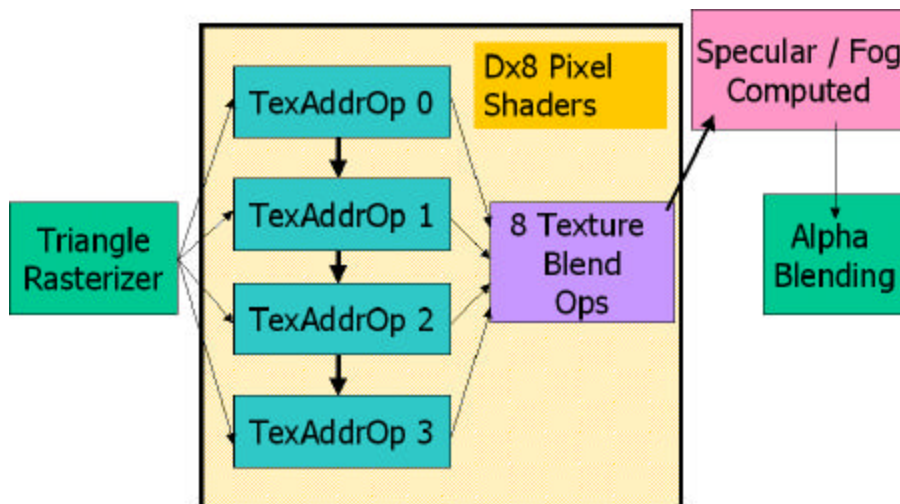 Triangle
Rasterizer
TexAddrOp 0
TexAddrOp 1
TexAddrOp 2
TexAddrOp 3
Dx8 Pixel
Shaders
8 Texture
Blend
Ops
Specular / Fog
Computed
Alpha
Blending